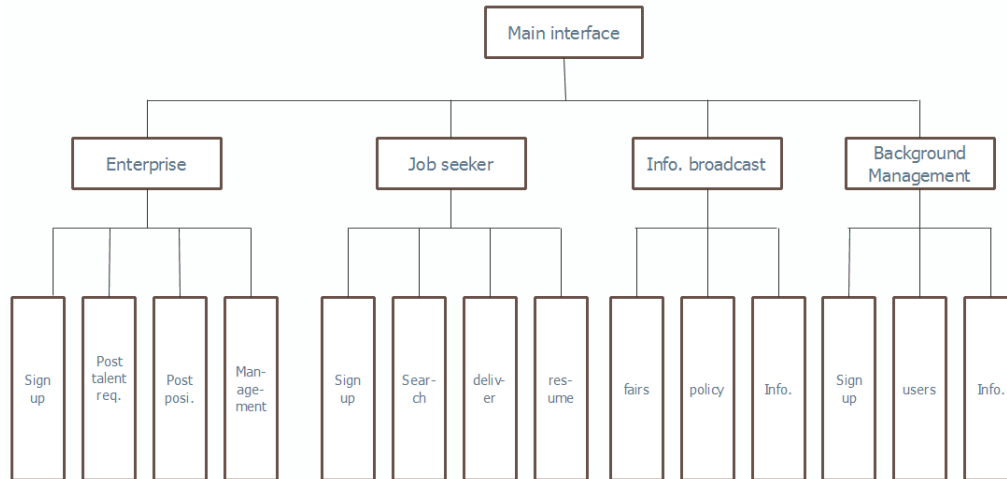 Main interface
Enterprise
Job seeker
Info. broadcast
Background
Management
Sign
up
Post
talent
req.
Post
posi.
Man-
age-
ment
Sign
up
Sear-
ch
deliv-
er
res-
ume
fairs
policy
Info.
Sign
up
users
Info.